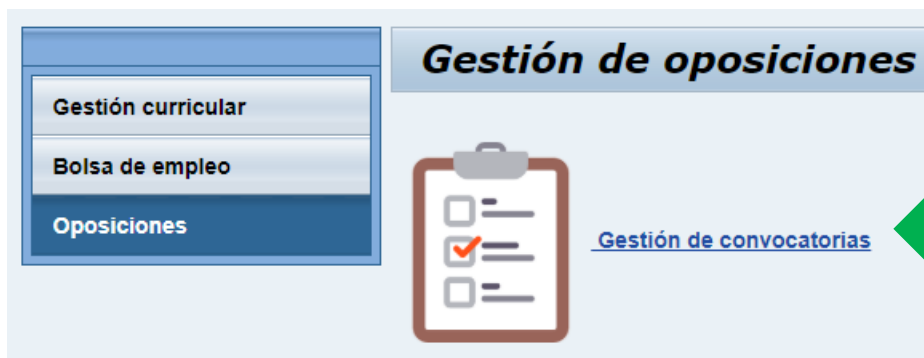 Gestión de oposiciones
Gestión curricular
Bolsa de empleo
Oposiciones
Gestión de convocatorias